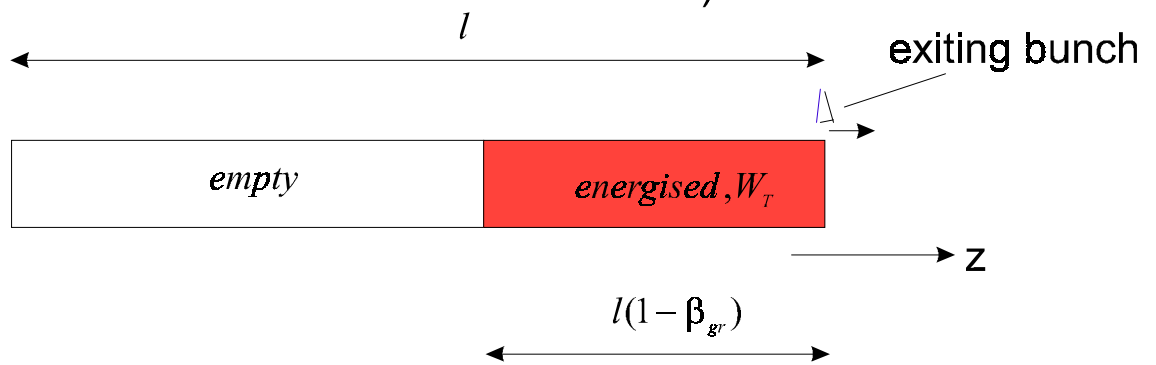 l
exiting bunch
empty
energised, W_T
z
l(1 − β_gr)